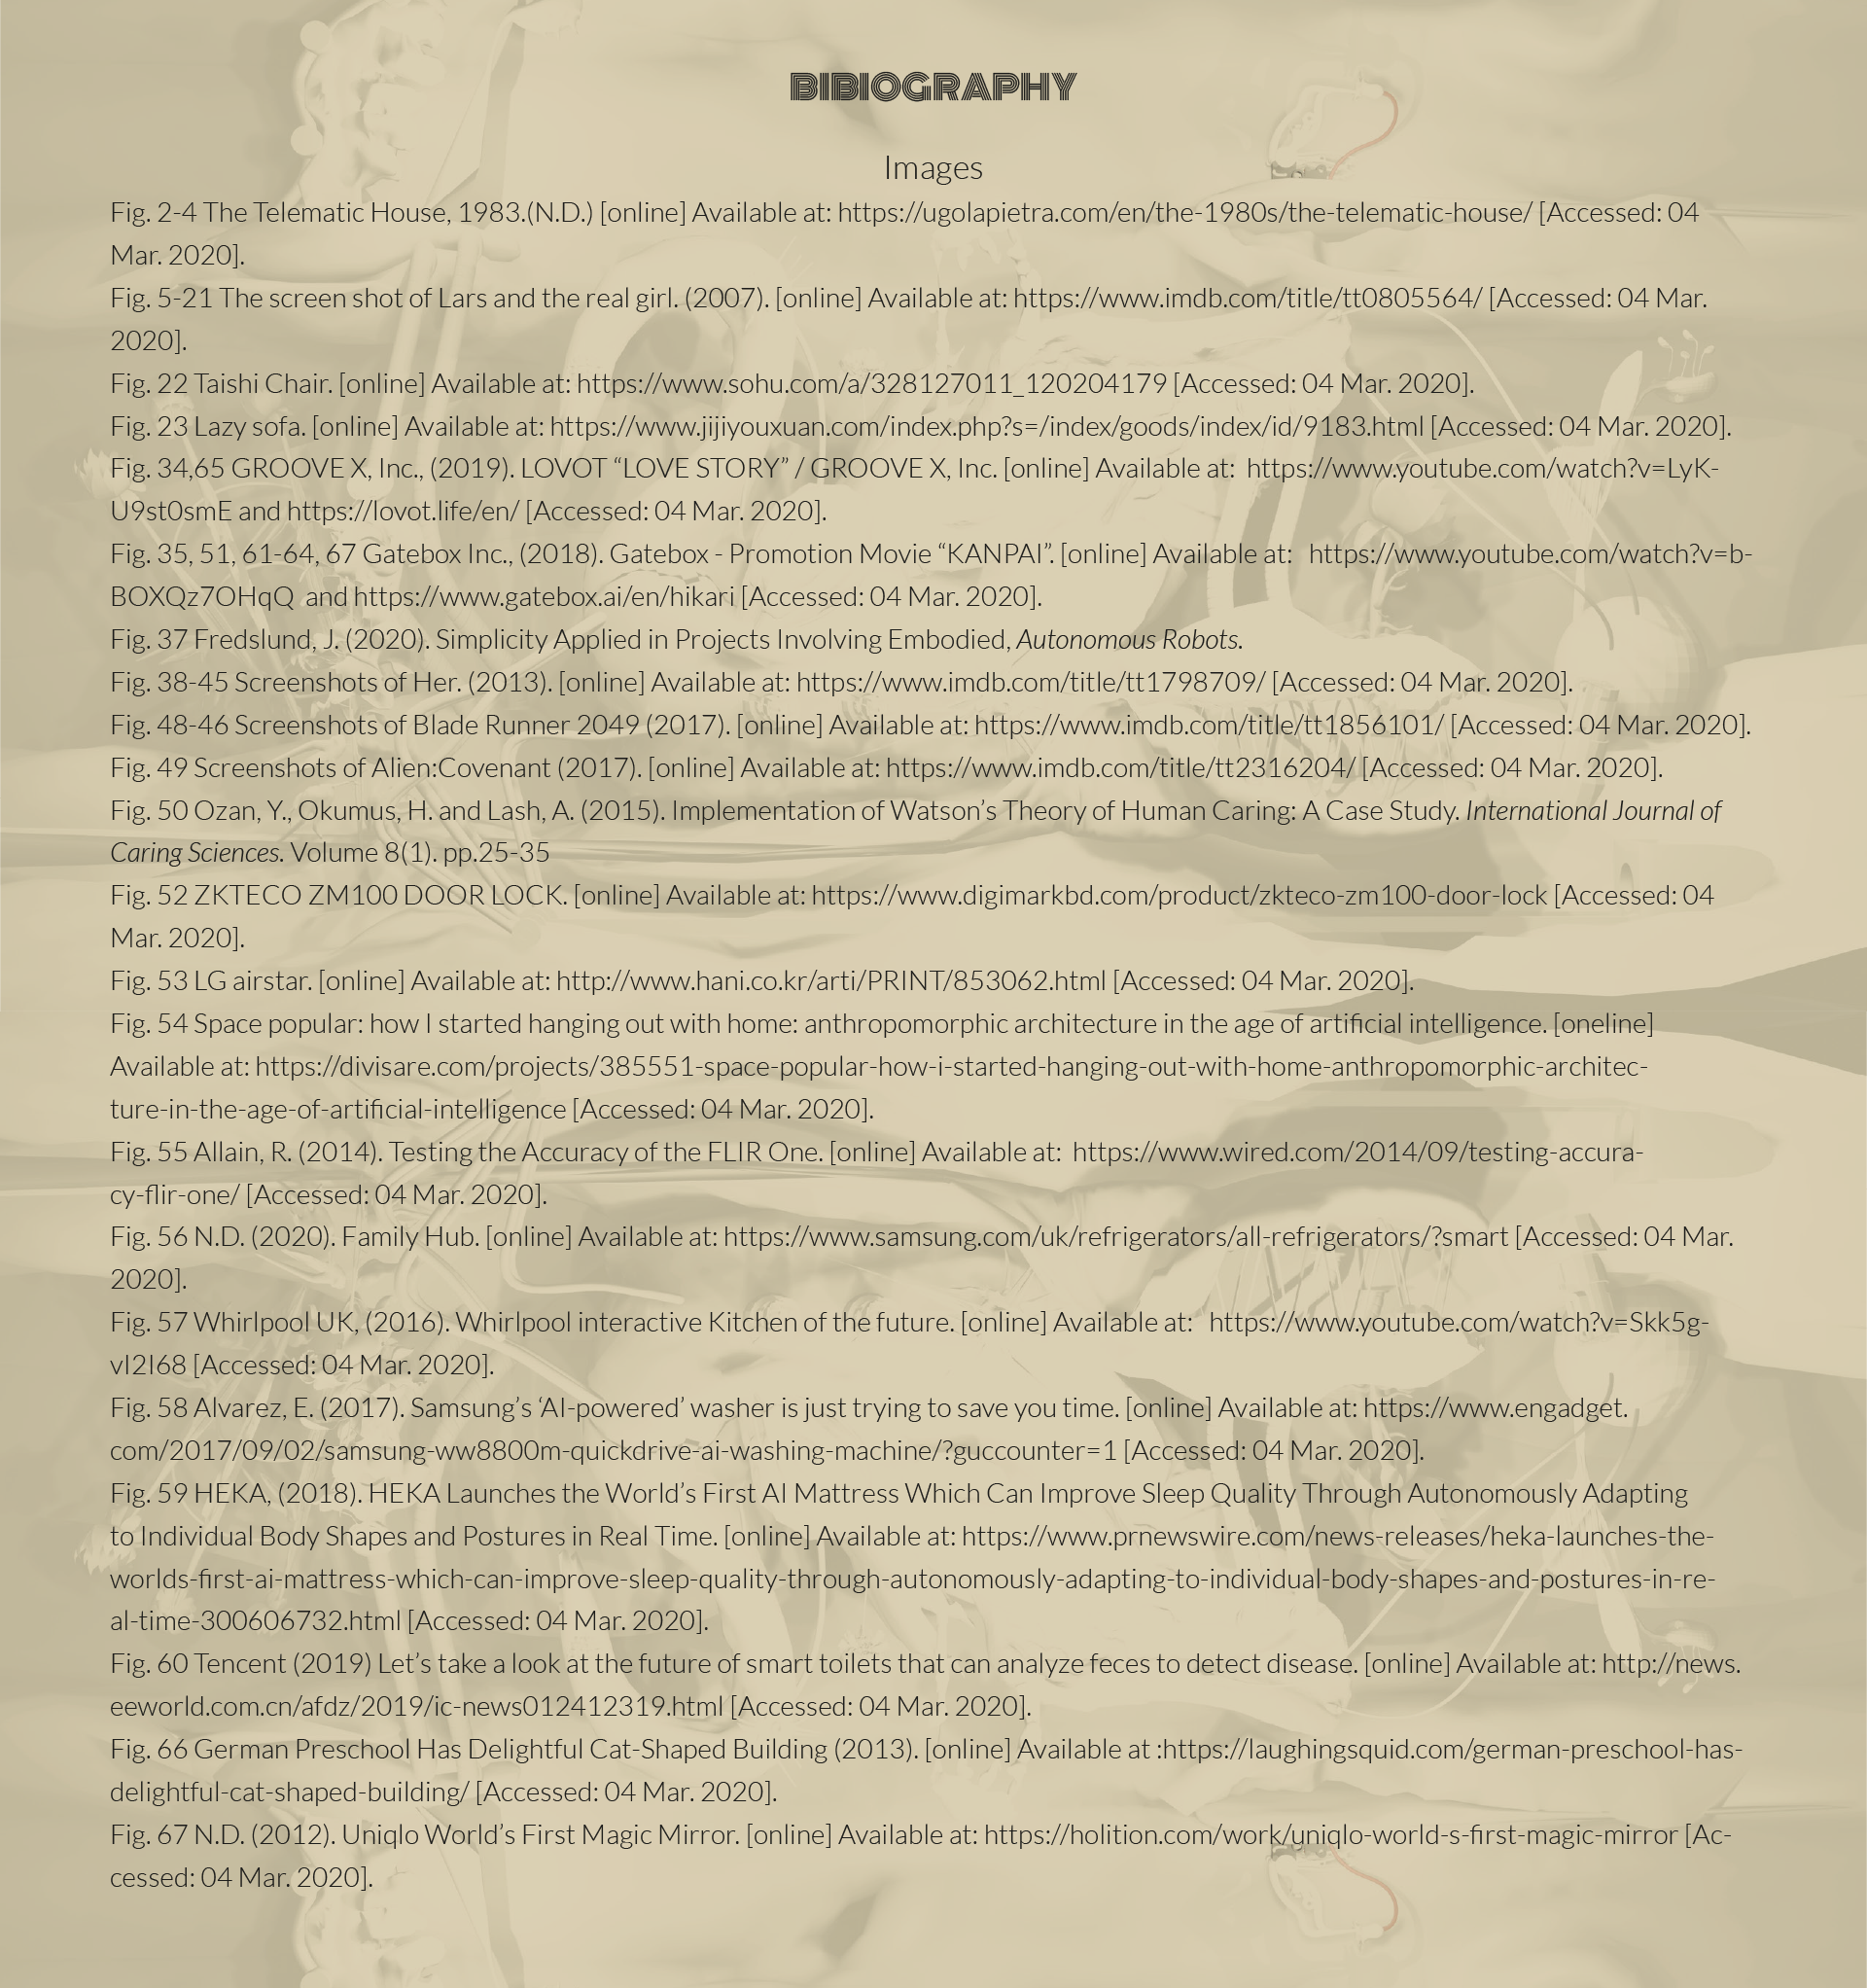 BIBIOGRAPHY
Images
Fig. 2-4 The Telematic House, 1983.(N.D.) [online] Available at: https://ugolapietra.com/en/the-1980s/the-telematic-house/ [Accessed: 04
Mar. 2020].
Fig. 5-21 The screen shot of Lars and the real girl. (2007). [online] Available at: https://www.imdb.com/title/tt0805564/ [Accessed: 04 Mar.
2020].
Fig. 22 Taishi Chair. [online] Available at: https://www.sohu.com/a/328127011_120204179 [Accessed: 04 Mar. 2020].
Fig. 23 Lazy sofa. [online] Available at: https://www.jijiyouxuan.com/index.php?s=/index/goods/index/id/9183.html [Accessed: 04 Mar. 2020].
Fig. 34,65 GROOVE X, Inc., (2019). LOVOT “LOVE STORY” / GROOVE X, Inc. [online] Available at:  https://www.youtube.com/watch?v=LyK-
U9st0smE and https://lovot.life/en/ [Accessed: 04 Mar. 2020].
Fig. 35, 51, 61-64, 67 Gatebox Inc., (2018). Gatebox - Promotion Movie “KANPAI”. [online] Available at:   https://www.youtube.com/watch?v=b-
BOXQz7OHqQ  and https://www.gatebox.ai/en/hikari [Accessed: 04 Mar. 2020].
Fig. 37 Fredslund, J. (2020). Simplicity Applied in Projects Involving Embodied, Autonomous Robots.
Fig. 38-45 Screenshots of Her. (2013). [online] Available at: https://www.imdb.com/title/tt1798709/ [Accessed: 04 Mar. 2020].
Fig. 48-46 Screenshots of Blade Runner 2049 (2017). [online] Available at: https://www.imdb.com/title/tt1856101/ [Accessed: 04 Mar. 2020].
Fig. 49 Screenshots of Alien:Covenant (2017). [online] Available at: https://www.imdb.com/title/tt2316204/ [Accessed: 04 Mar. 2020].
Fig. 50 Ozan, Y., Okumus, H. and Lash, A. (2015). Implementation of Watson’s Theory of Human Caring: A Case Study. International Journal of
Caring Sciences. Volume 8(1). pp.25-35
Fig. 52 ZKTECO ZM100 DOOR LOCK. [online] Available at: https://www.digimarkbd.com/product/zkteco-zm100-door-lock [Accessed: 04
Mar. 2020].
Fig. 53 LG airstar. [online] Available at: http://www.hani.co.kr/arti/PRINT/853062.html [Accessed: 04 Mar. 2020].
Fig. 54 Space popular: how I started hanging out with home: anthropomorphic architecture in the age of artificial intelligence. [oneline]
Available at: https://divisare.com/projects/385551-space-popular-how-i-started-hanging-out-with-home-anthropomorphic-architec-
ture-in-the-age-of-artificial-intelligence [Accessed: 04 Mar. 2020].
Fig. 55 Allain, R. (2014). Testing the Accuracy of the FLIR One. [online] Available at:  https://www.wired.com/2014/09/testing-accura-
cy-flir-one/ [Accessed: 04 Mar. 2020].
Fig. 56 N.D. (2020). Family Hub. [online] Available at: https://www.samsung.com/uk/refrigerators/all-refrigerators/?smart [Accessed: 04 Mar.
2020].
Fig. 57 Whirlpool UK, (2016). Whirlpool interactive Kitchen of the future. [online] Available at:   https://www.youtube.com/watch?v=Skk5g-
vI2I68 [Accessed: 04 Mar. 2020].
Fig. 58 Alvarez, E. (2017). Samsung’s ‘AI-powered’ washer is just trying to save you time. [online] Available at: https://www.engadget.
com/2017/09/02/samsung-ww8800m-quickdrive-ai-washing-machine/?guccounter=1 [Accessed: 04 Mar. 2020].
Fig. 59 HEKA, (2018). HEKA Launches the World’s First AI Mattress Which Can Improve Sleep Quality Through Autonomously Adapting
to Individual Body Shapes and Postures in Real Time. [online] Available at: https://www.prnewswire.com/news-releases/heka-launches-the-
worlds-first-ai-mattress-which-can-improve-sleep-quality-through-autonomously-adapting-to-individual-body-shapes-and-postures-in-re-
al-time-300606732.html [Accessed: 04 Mar. 2020].
Fig. 60 Tencent (2019) Let’s take a look at the future of smart toilets that can analyze feces to detect disease. [online] Available at: http://news.
eeworld.com.cn/afdz/2019/ic-news012412319.html [Accessed: 04 Mar. 2020].
Fig. 66 German Preschool Has Delightful Cat-Shaped Building (2013). [online] Available at :https://laughingsquid.com/german-preschool-has-
delightful-cat-shaped-building/ [Accessed: 04 Mar. 2020].
Fig. 67 N.D. (2012). Uniqlo World’s First Magic Mirror. [online] Available at: https://holition.com/work/uniqlo-world-s-first-magic-mirror [Ac-
cessed: 04 Mar. 2020].